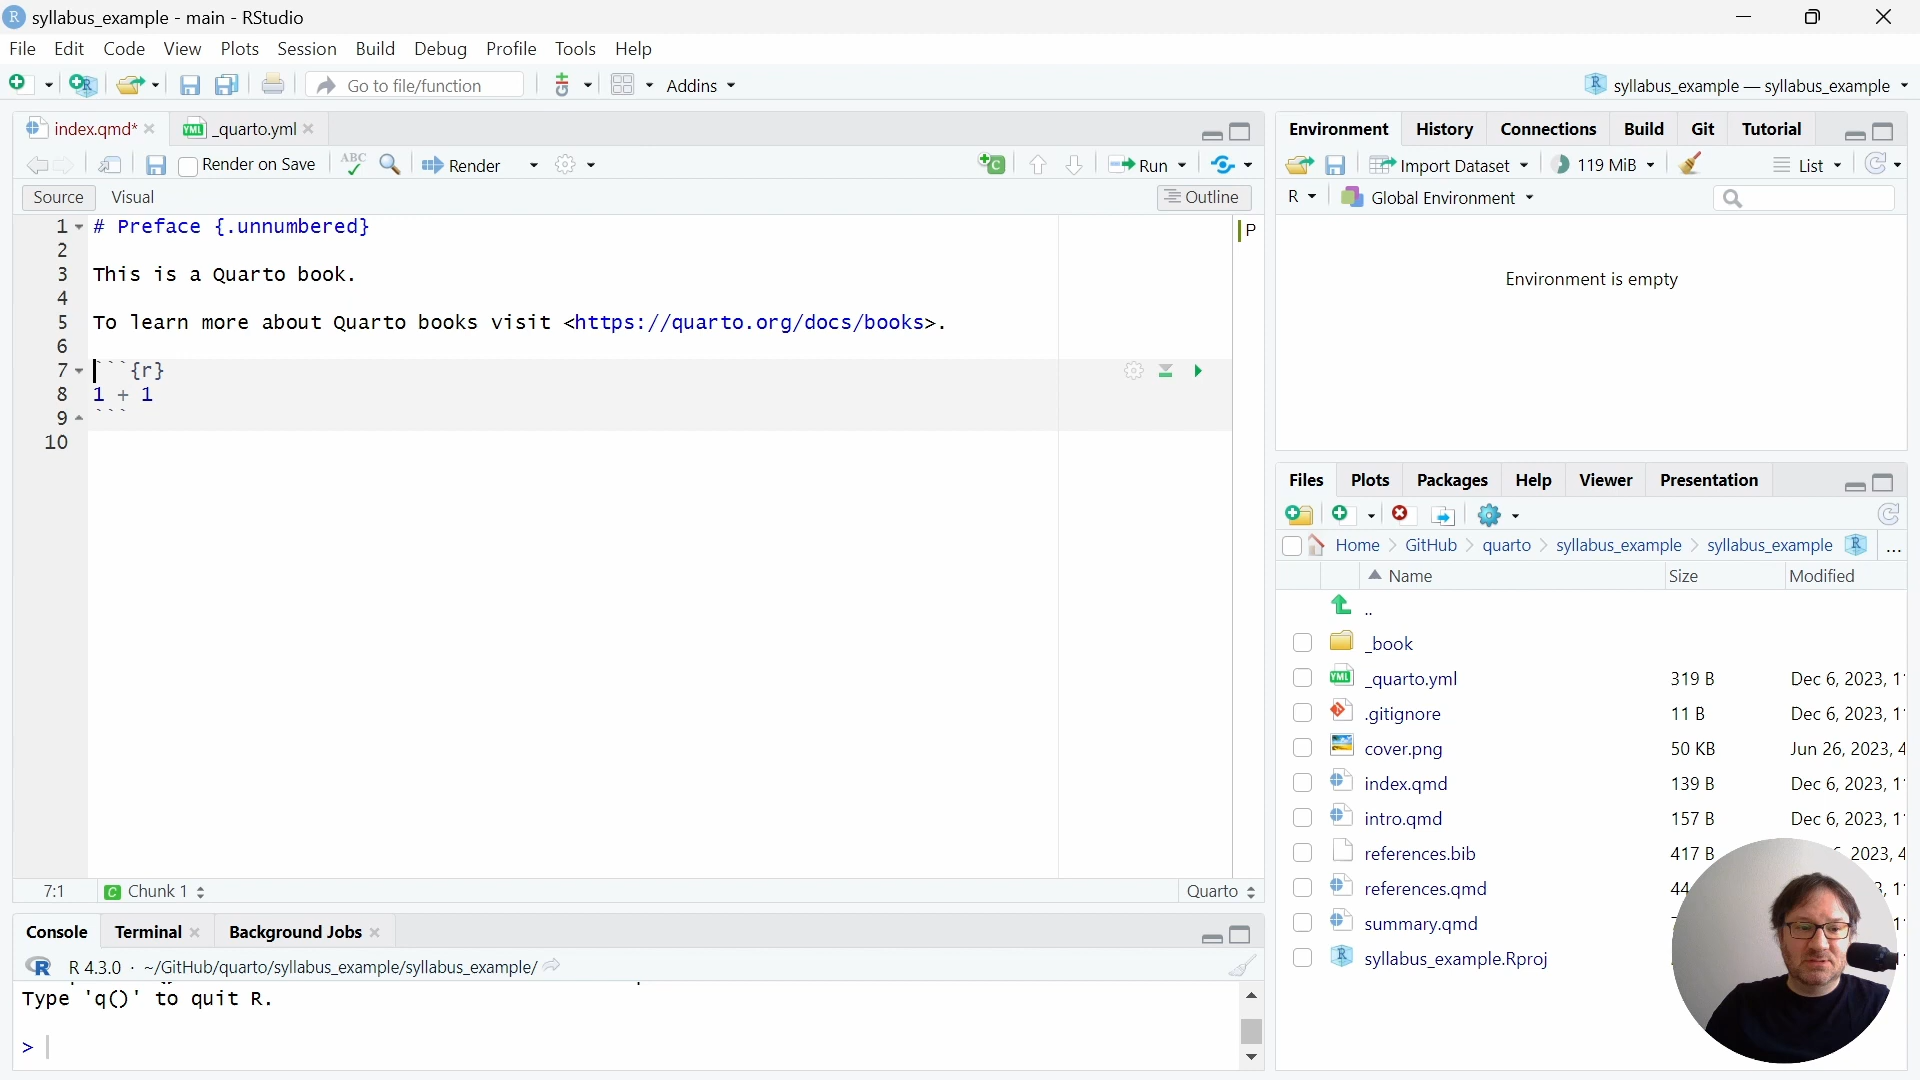 syllabus_example - main - RStudio
File Edit Code View Plots Session Build Debug Profile Tools Help
Go to file/function Addins syllabus_example — syllabus_example
index.qmd* _quarto.yml
Render on Save ABC Render Run
Source Visual Outline
1 # Preface {.unnumbered}
2
3 This is a Quarto book.
4
5 To learn more about Quarto books visit <https://quarto.org/docs/books>.
6
7 ```{r}
8 1 + 1
9 ```
10
P
7:1 Chunk 1 Quarto
Console Terminal Background Jobs
R 4.3.0 · ~/GitHub/quarto/syllabus_example/syllabus_example/
Type 'q()' to quit R.
>
Environment History Connections Build Git Tutorial
Import Dataset 119 MiB List
R Global Environment
Environment is empty
Files Plots Packages Help Viewer Presentation
Home GitHub quarto syllabus_example syllabus_example ...
Name Size Modified
..
_book
_quarto.yml 319 B Dec 6, 2023, 1
.gitignore 11 B Dec 6, 2023, 1
cover.png 50 KB Jun 26, 2023, 4
index.qmd 139 B Dec 6, 2023, 1
intro.qmd 157 B Dec 6, 2023, 1
references.bib 417 B 2023, 4
references.qmd 44
summary.qmd
syllabus_example.Rproj